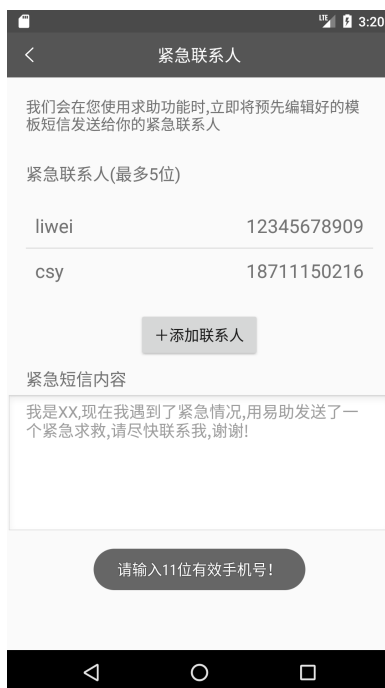 LTE 3:20
紧急联系人
我们会在您使用求助功能时,立即将预先编辑好的模
板短信发送给你的紧急联系人
紧急联系人(最多5位)
liwei 12345678909
csy 18711150216
＋添加联系人
紧急短信内容
我是XX,现在我遇到了紧急情况,用易助发送了一
个紧急求救,请尽快联系我,谢谢!
请输入11位有效手机号！